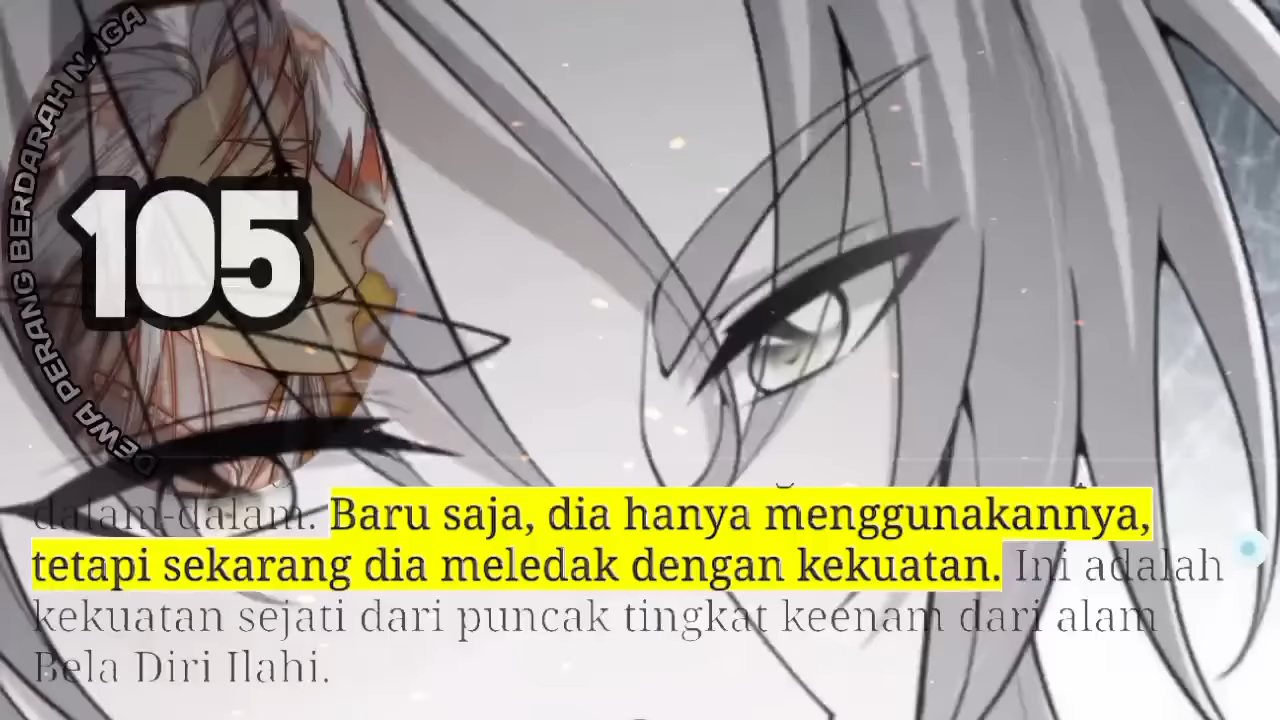 DEWA PERANG BERDARAH NAGA
105
dalam-dalam. Baru saja, dia hanya menggunakannya,
tetapi sekarang dia meledak dengan kekuatan. Ini adalah
kekuatan sejati dari puncak tingkat keenam dari alam
Bela Diri Ilahi.